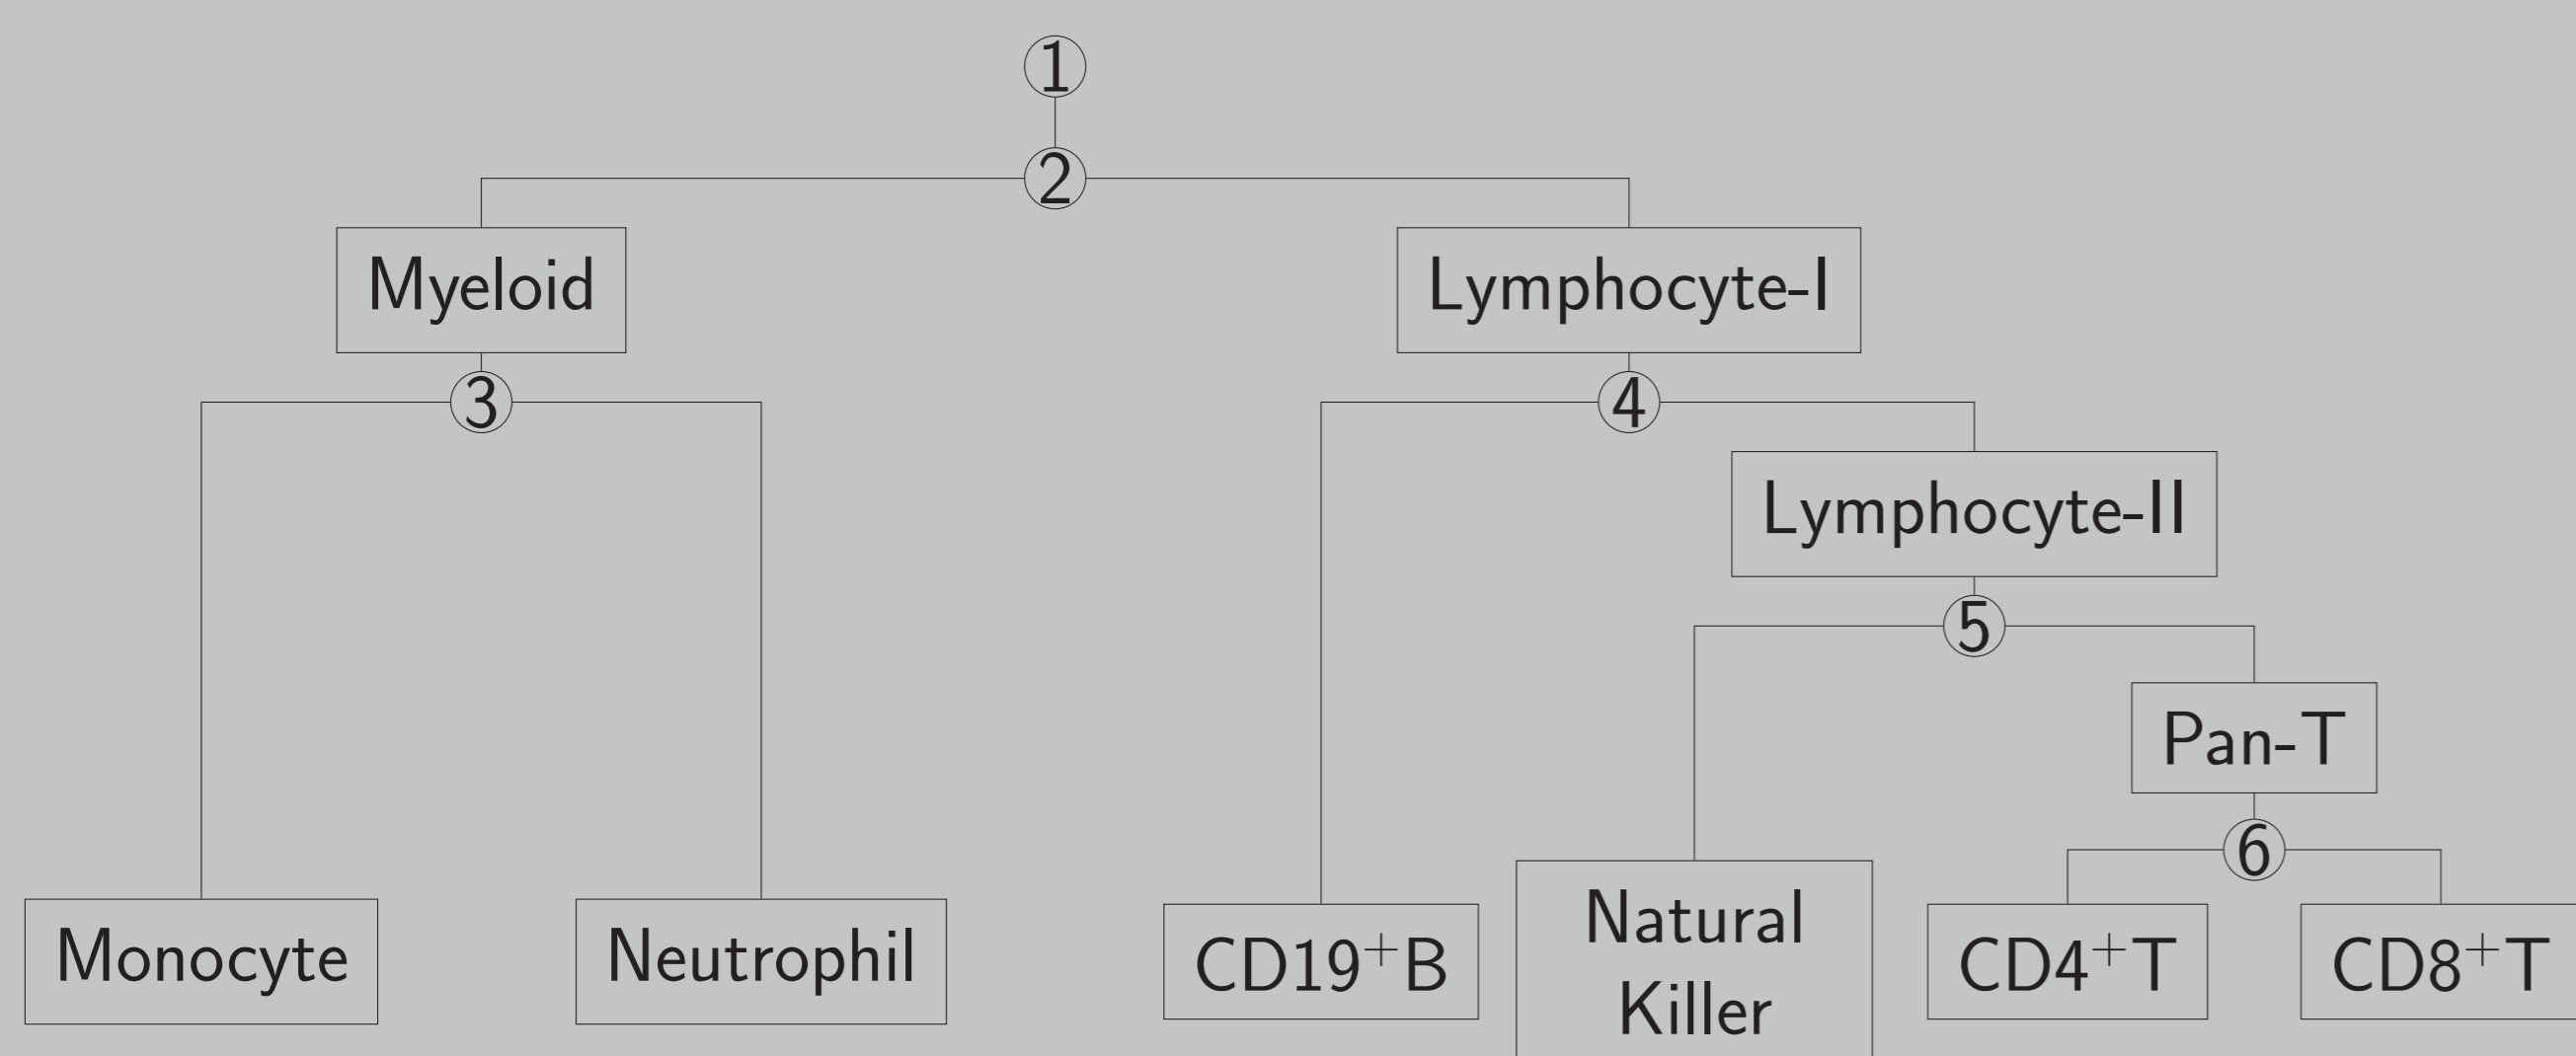 1
2
Myeloid
Lymphocyte-I
3
4
Lymphocyte-II
5
Pan-T
6
Monocyte
Neutrophil
CD19⁺B
Natural
Killer
CD4⁺T
CD8⁺T